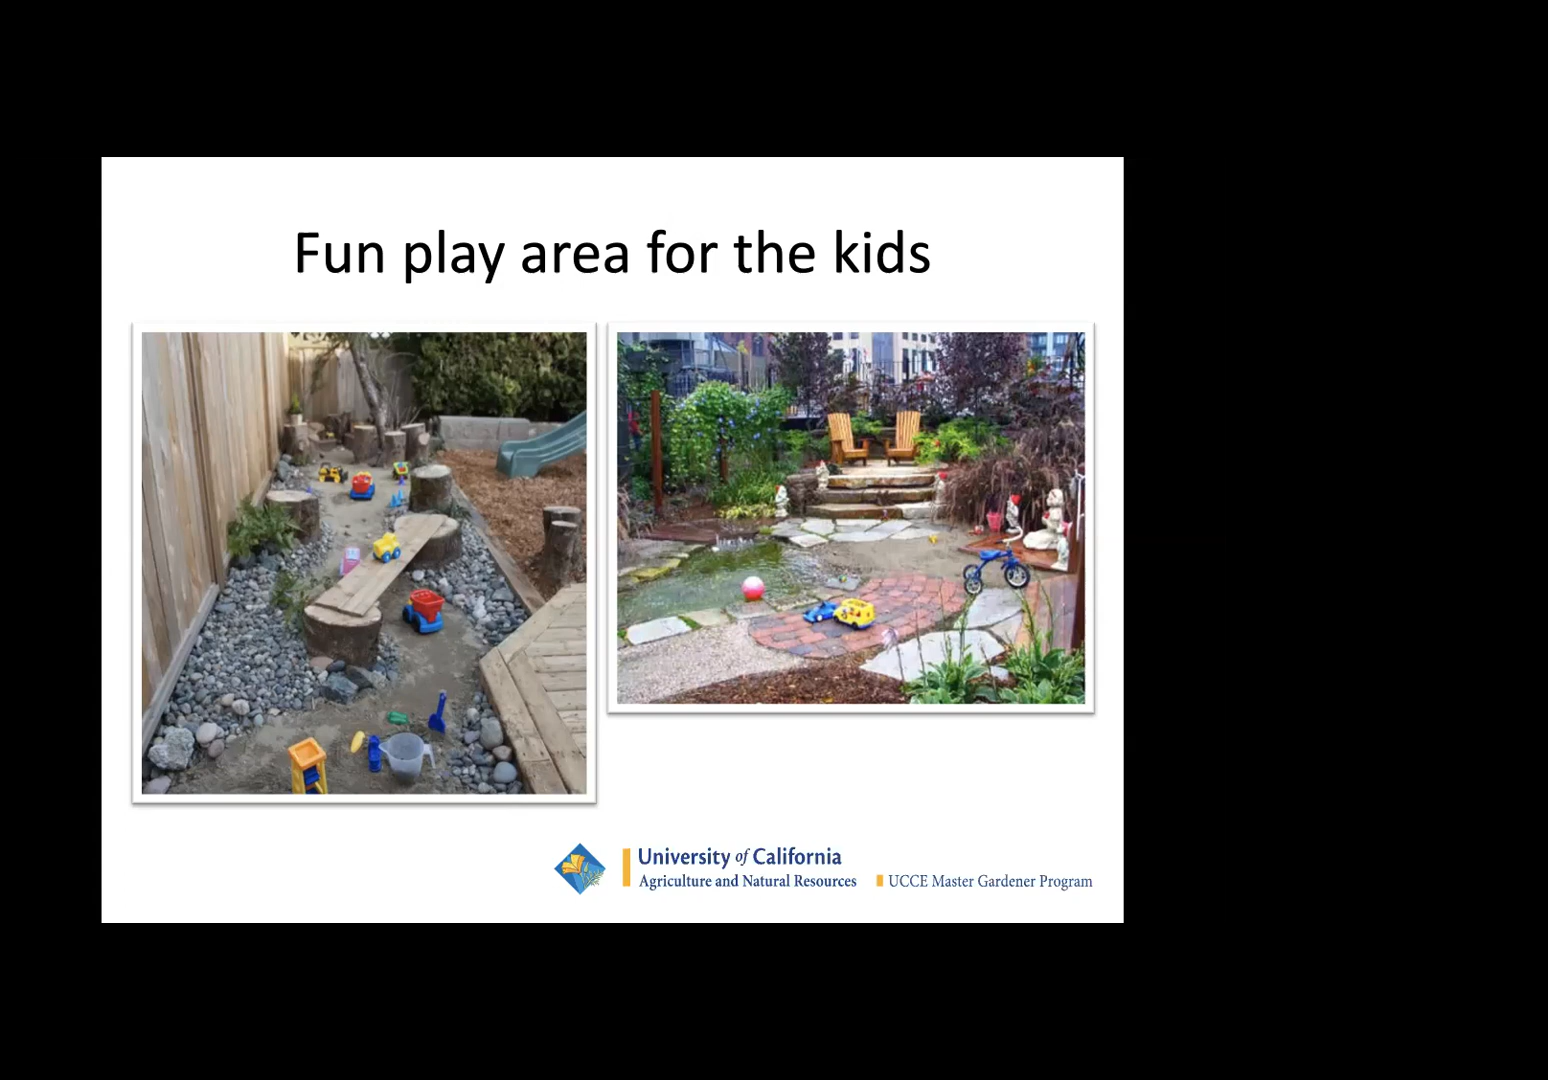 Fun play area for the kids
University of California
Agriculture and Natural Resources
UCCE Master Gardener Program